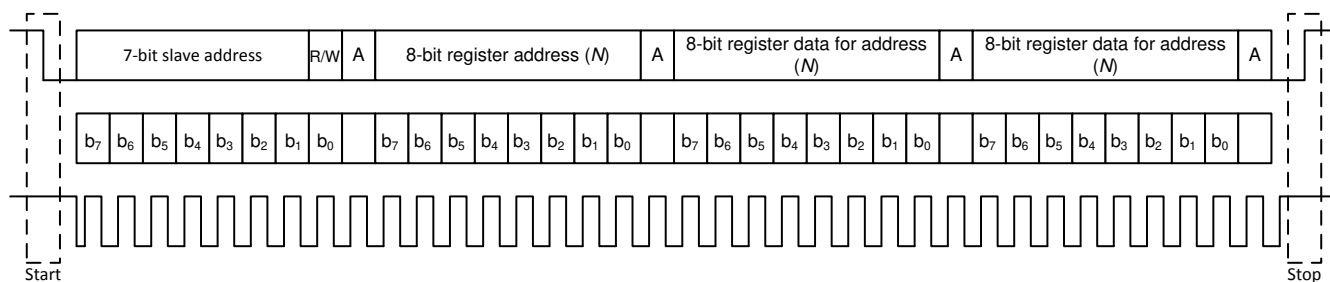 7-bit slave address R/W A 8-bit register address (N) A 8-bit register data for address (N) A 8-bit register data for address (N) A
b7 b6 b5 b4 b3 b2 b1 b0 b7 b6 b5 b4 b3 b2 b1 b0 b7 b6 b5 b4 b3 b2 b1 b0 b7 b6 b5 b4 b3 b2 b1 b0
Start Stop